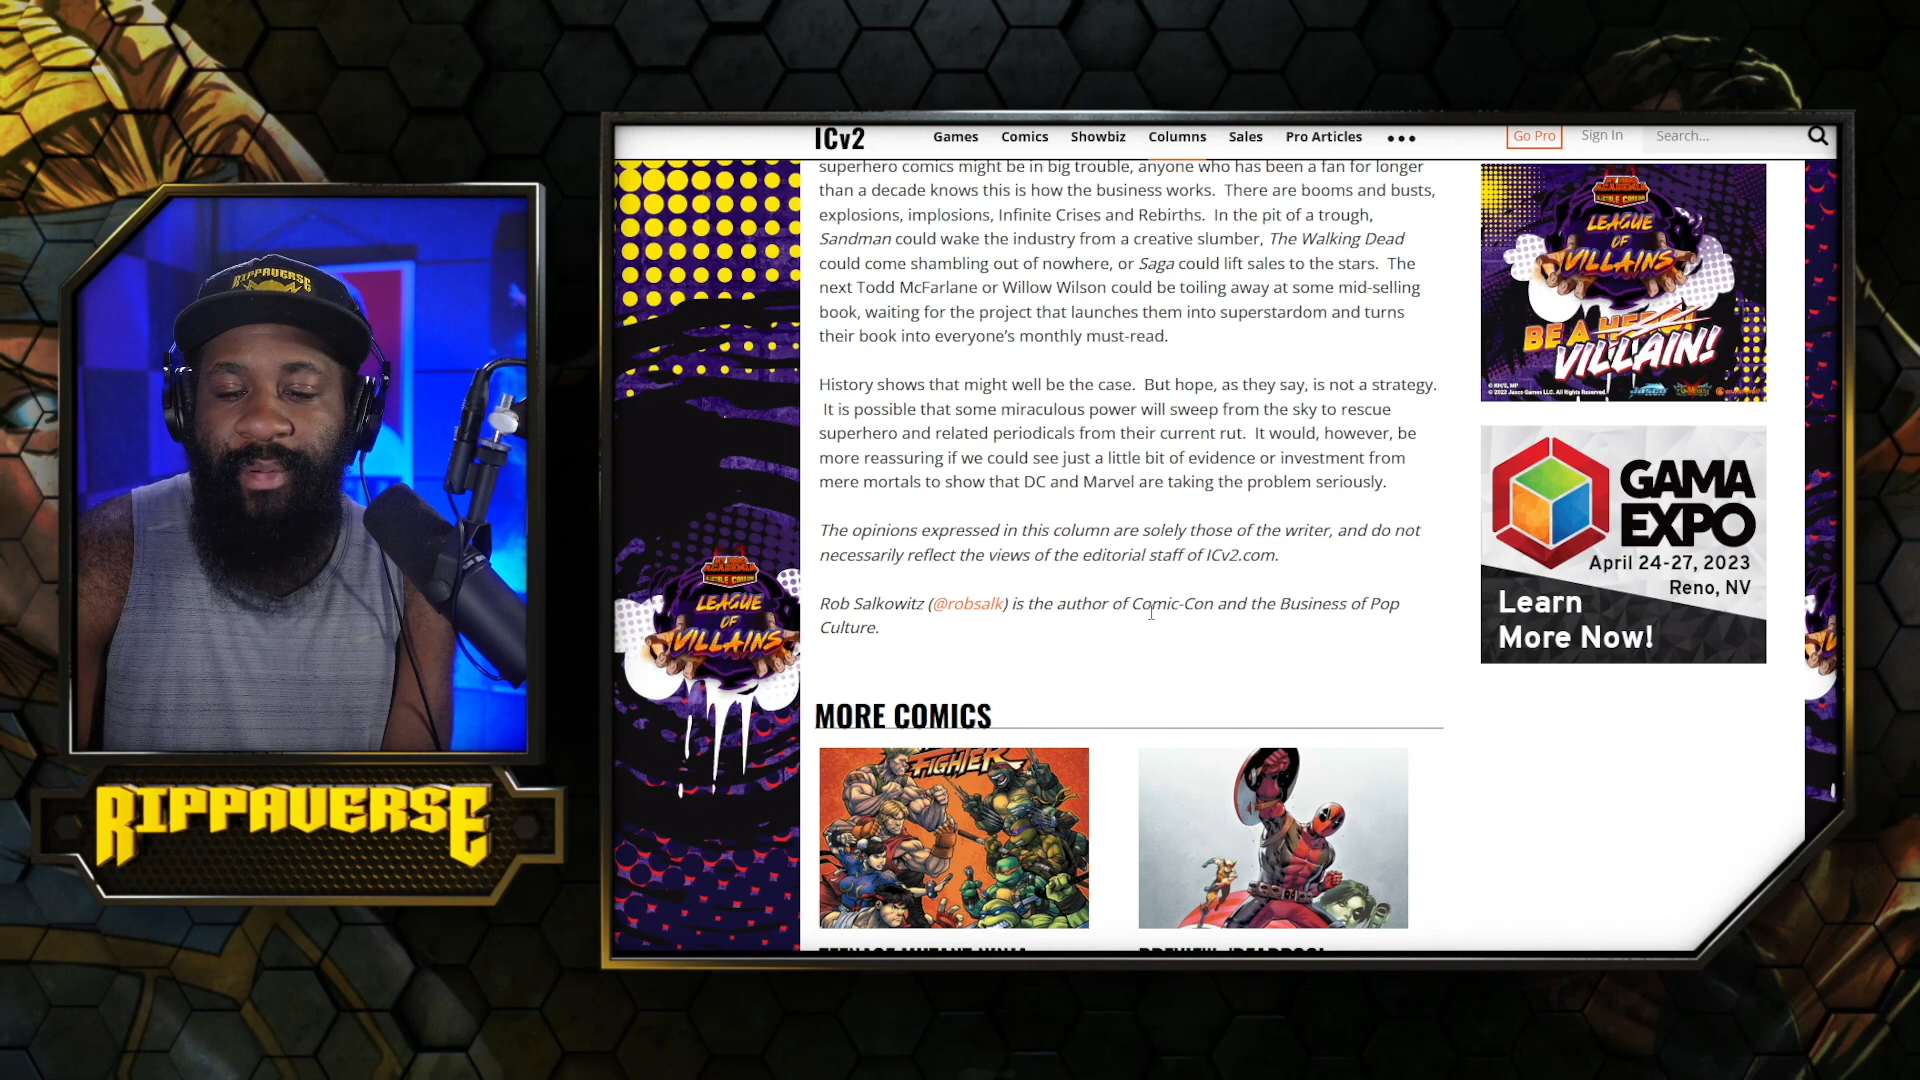 ICv2
Games Comics Showbiz Columns Sales Pro Articles •••
Go Pro Sign In Search...
superhero comics might be in big trouble, anyone who has been a fan for longer
than a decade knows this is how the business works. There are booms and busts,
explosions, implosions, Infinite Crises and Rebirths. In the pit of a trough,
Sandman could wake the industry from a creative slumber, The Walking Dead
could come shambling out of nowhere, or Saga could lift sales to the stars. The
next Todd McFarlane or Willow Wilson could be toiling away at some mid-selling
book, waiting for the project that launches them into superstardom and turns
their book into everyone's monthly must-read.
History shows that might well be the case. But hope, as they say, is not a strategy.
It is possible that some miraculous power will sweep from the sky to rescue
superhero and related periodicals from their current rut. It would, however, be
more reassuring if we could see just a little bit of evidence or investment from
mere mortals to show that DC and Marvel are taking the problem seriously.
The opinions expressed in this column are solely those of the writer, and do not
necessarily reflect the views of the editorial staff of ICv2.com.
Rob Salkowitz (@robsalk) is the author of Comic-Con and the Business of Pop
Culture.
MORE COMICS
FIGHTER
LEAGUE
OF
VILLAINS
BE A HERO!
VILLAIN!
GAMA
EXPO
April 24-27, 2023
Reno, NV
Learn
More Now!
LEAGUE
OF
VILLAINS
RIPPAVERSE
RIPPAVERSE